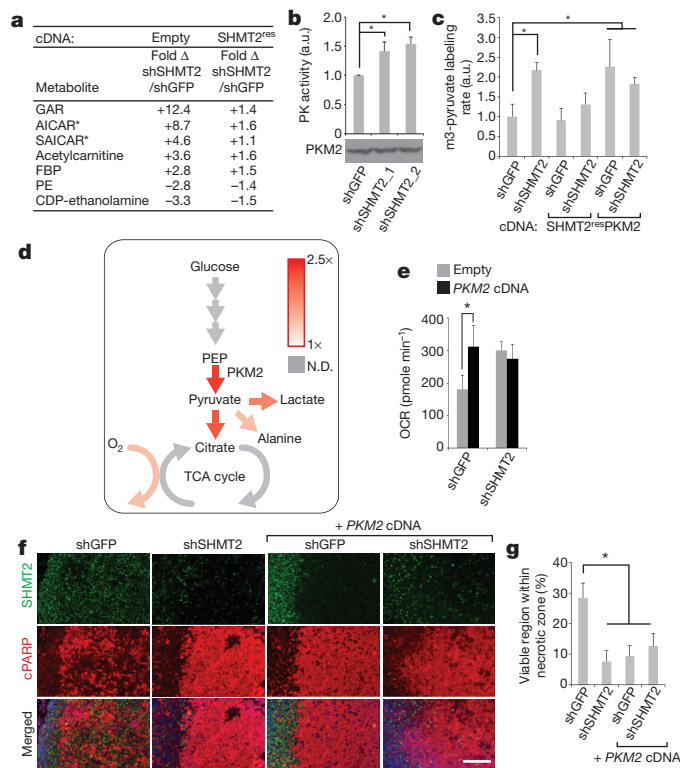 a
cDNA: Empty SHMT2res
Metabolite Fold Δ shSHMT2 /shGFP Fold Δ shSHMT2 /shGFP
GAR +12.4 +1.4
AICAR* +8.7 +1.6
SAICAR* +4.6 +1.1
Acetylcarnitine +3.6 +1.6
FBP +2.8 +1.5
PE −2.8 −1.4
CDP-ethanolamine −3.3 −1.5
b
PK activity (a.u.)
2.0
1.5
1.0
0.5
0
*
*
PKM2
shGFP
shSHMT2_1
shSHMT2_2
c
m3-pyruvate labeling
rate (a.u.)
3.5
3.0
2.5
2.0
1.5
1.0
0.5
0
*
*
shGFP
shSHMT2
shGFP
shSHMT2
shGFP
shSHMT2
cDNA: SHMT2resPKM2
d
Glucose
PEP
PKM2
Pyruvate
Lactate
Alanine
Citrate
O2
TCA cycle
2.5×
1×
N.D.
e
Empty
PKM2 cDNA
OCR (pmole min−1)
400
300
200
100
0
*
shGFP
shSHMT2
f
+ PKM2 cDNA
shGFP shSHMT2 shGFP shSHMT2
SHMT2
cPARP
Merged
g
Viable region within
necrotic zone (%)
40
30
20
10
0
*
shGFP
shSHMT2
shGFP
shSHMT2
+ PKM2 cDNA